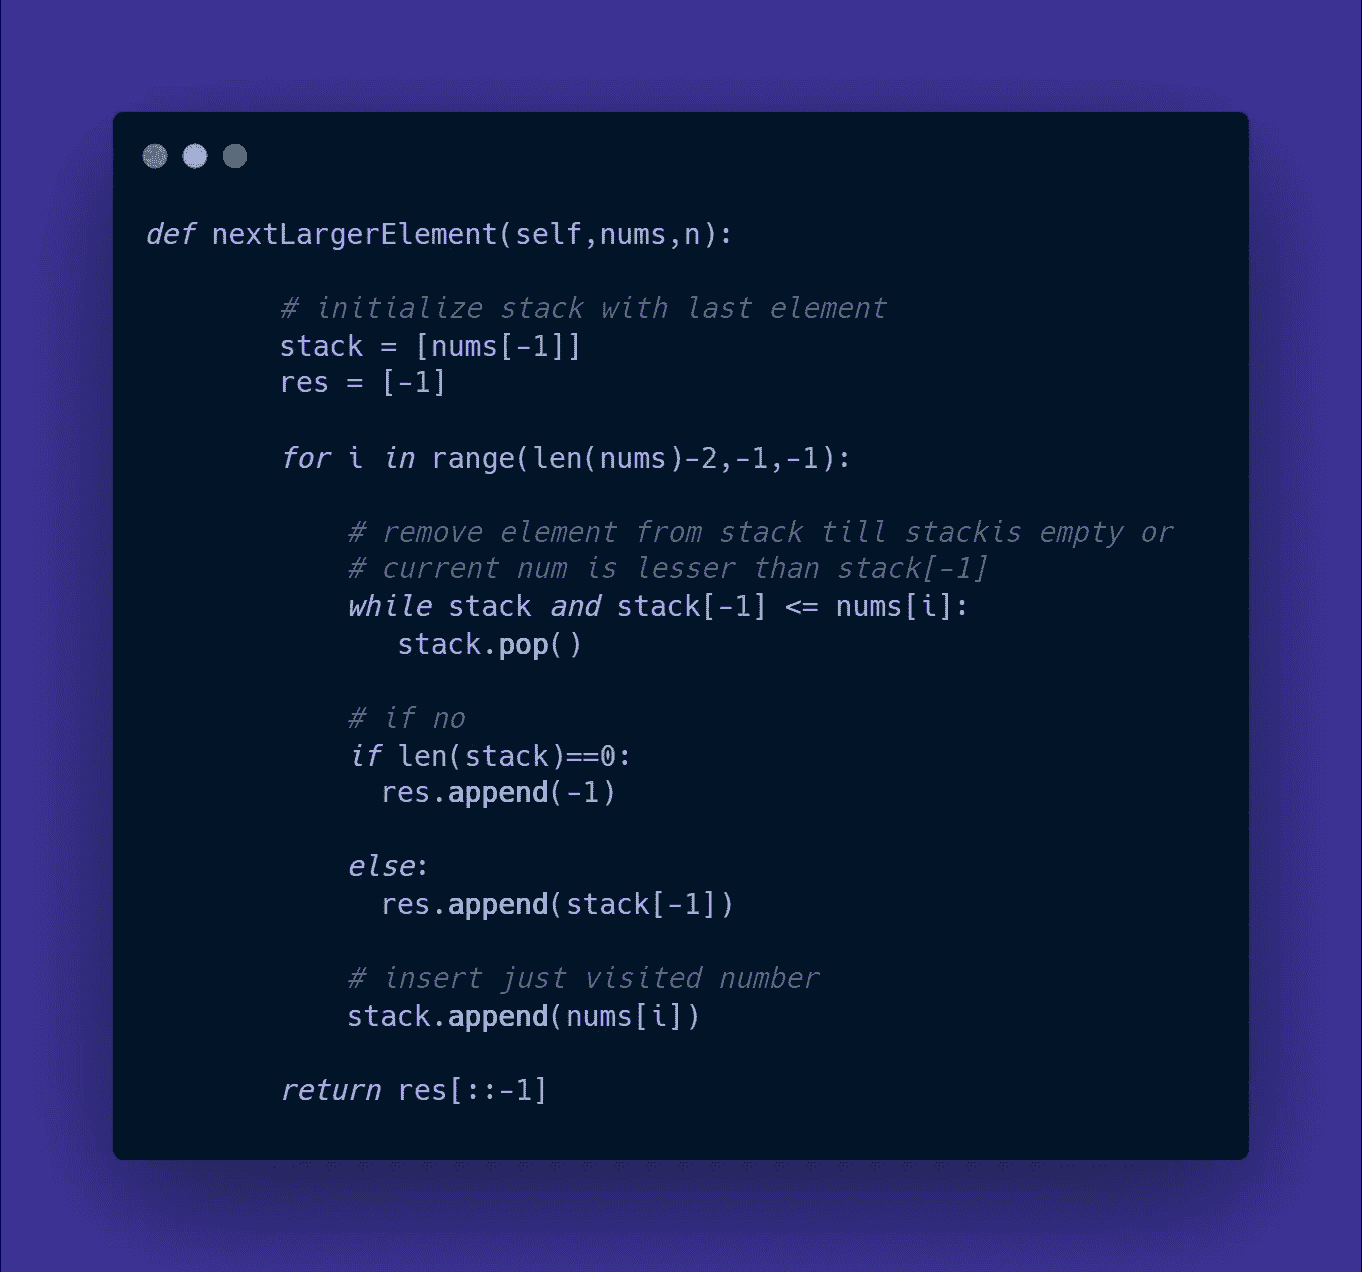 def nextLargerElement(self,nums,n):
# initialize stack with last element
stack = [nums[-1]]
res = [-1]
for i in range(len(nums)-2,-1,-1):
# remove element from stack till stackis empty or
# current num is lesser than stack[-1]
while stack and stack[-1] <= nums[i]:
stack.pop()
# if no
if len(stack)==0:
res.append(-1)
else:
res.append(stack[-1])
# insert just visited number
stack.append(nums[i])
return res[::-1]